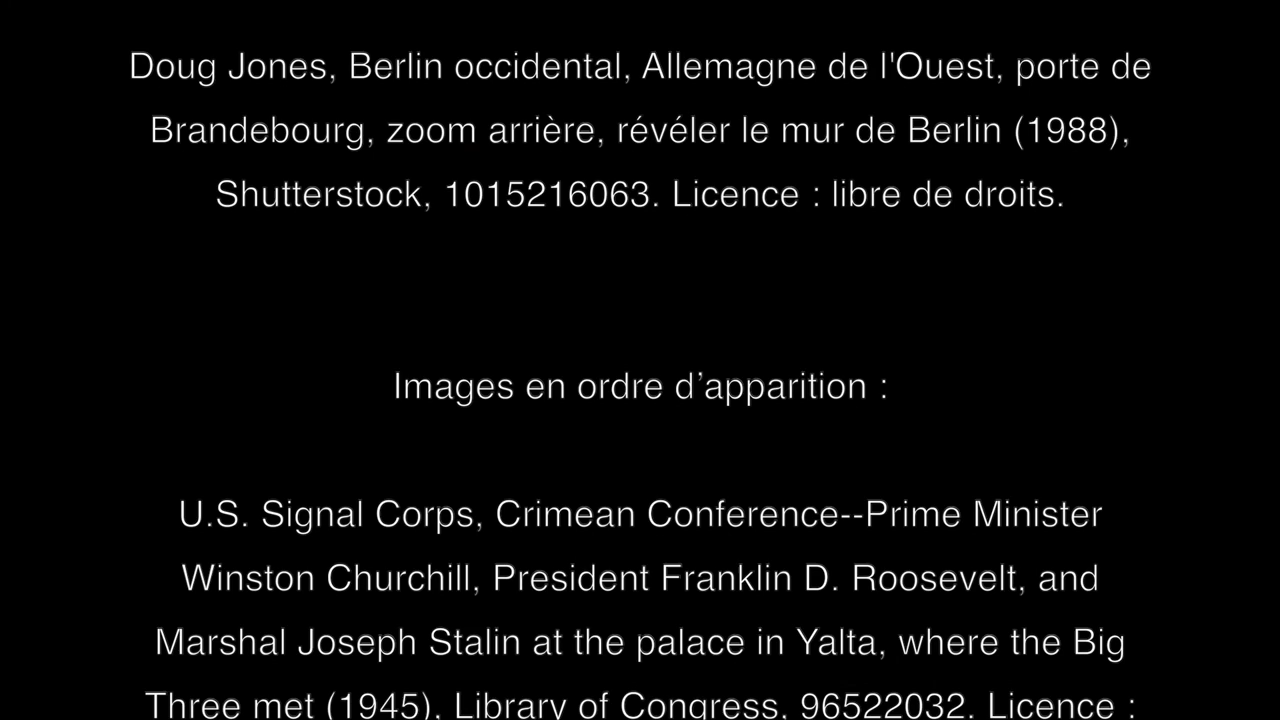 Doug Jones, Berlin occidental, Allemagne de l'Ouest, porte de
Brandebourg, zoom arrière, révéler le mur de Berlin (1988),
Shutterstock, 1015216063. Licence : libre de droits.
Images en ordre d’apparition :
U.S. Signal Corps, Crimean Conference--Prime Minister
Winston Churchill, President Franklin D. Roosevelt, and
Marshal Joseph Stalin at the palace in Yalta, where the Big
Three met (1945), Library of Congress, 96522032. Licence :